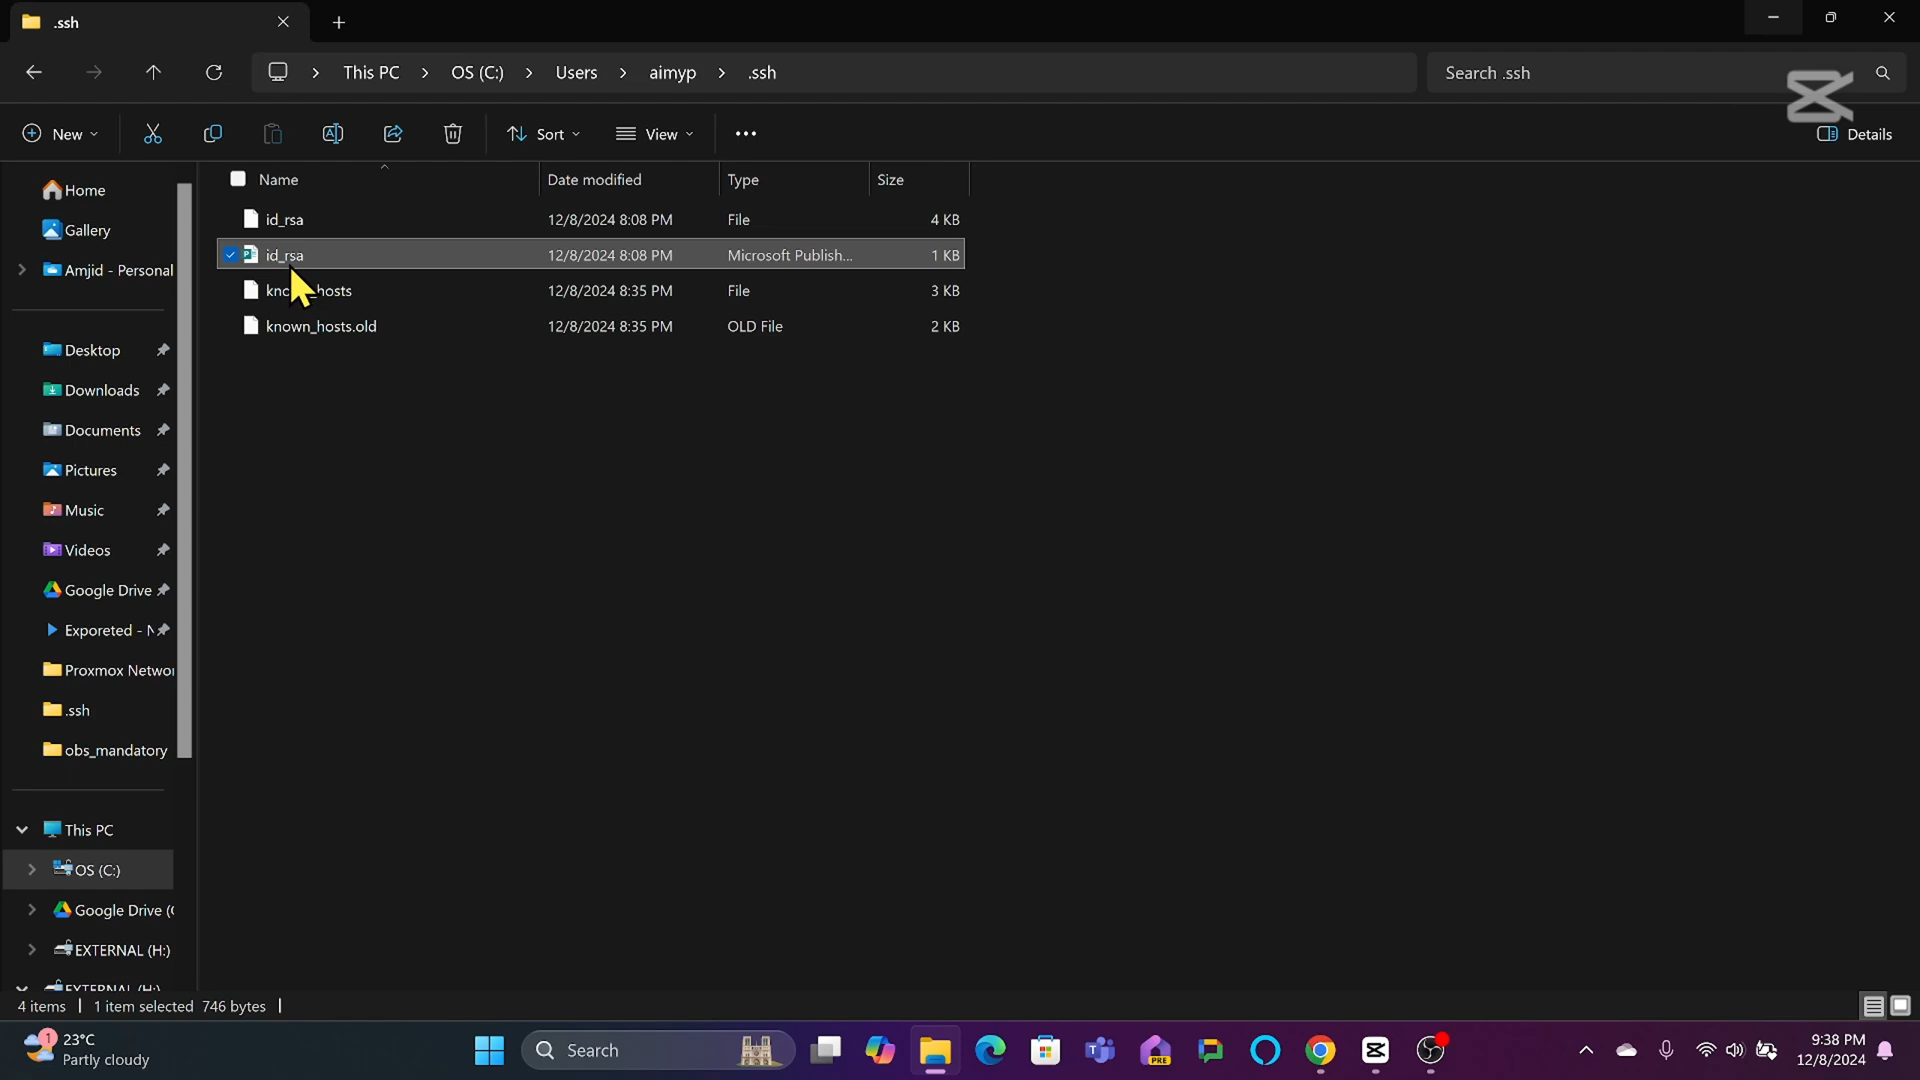 .ssh
This PC > OS (C:) > Users > aimyp > .ssh
Search .ssh
New
Sort
View
Details
Name
Date modified
Type
Size
id_rsa 12/8/2024 8:08 PM File 4 KB
id_rsa 12/8/2024 8:08 PM Microsoft Publish... 1 KB
hosts 12/8/2024 8:35 PM File 3 KB
known_hosts.old 12/8/2024 8:35 PM OLD File 2 KB
Home
Gallery
Amjid - Personal
Desktop
Downloads
Documents
Pictures
Music
Videos
Google Drive
Exporeted - N
Proxmox Networ
.ssh
obs_mandatory
This PC
OS (C:)
Google Drive (
EXTERNAL (H:)
EXTERNAL (H:)
4 items
1 item selected 746 bytes
1
23°C
Partly cloudy
Search
PRE
9:38 PM
12/8/2024